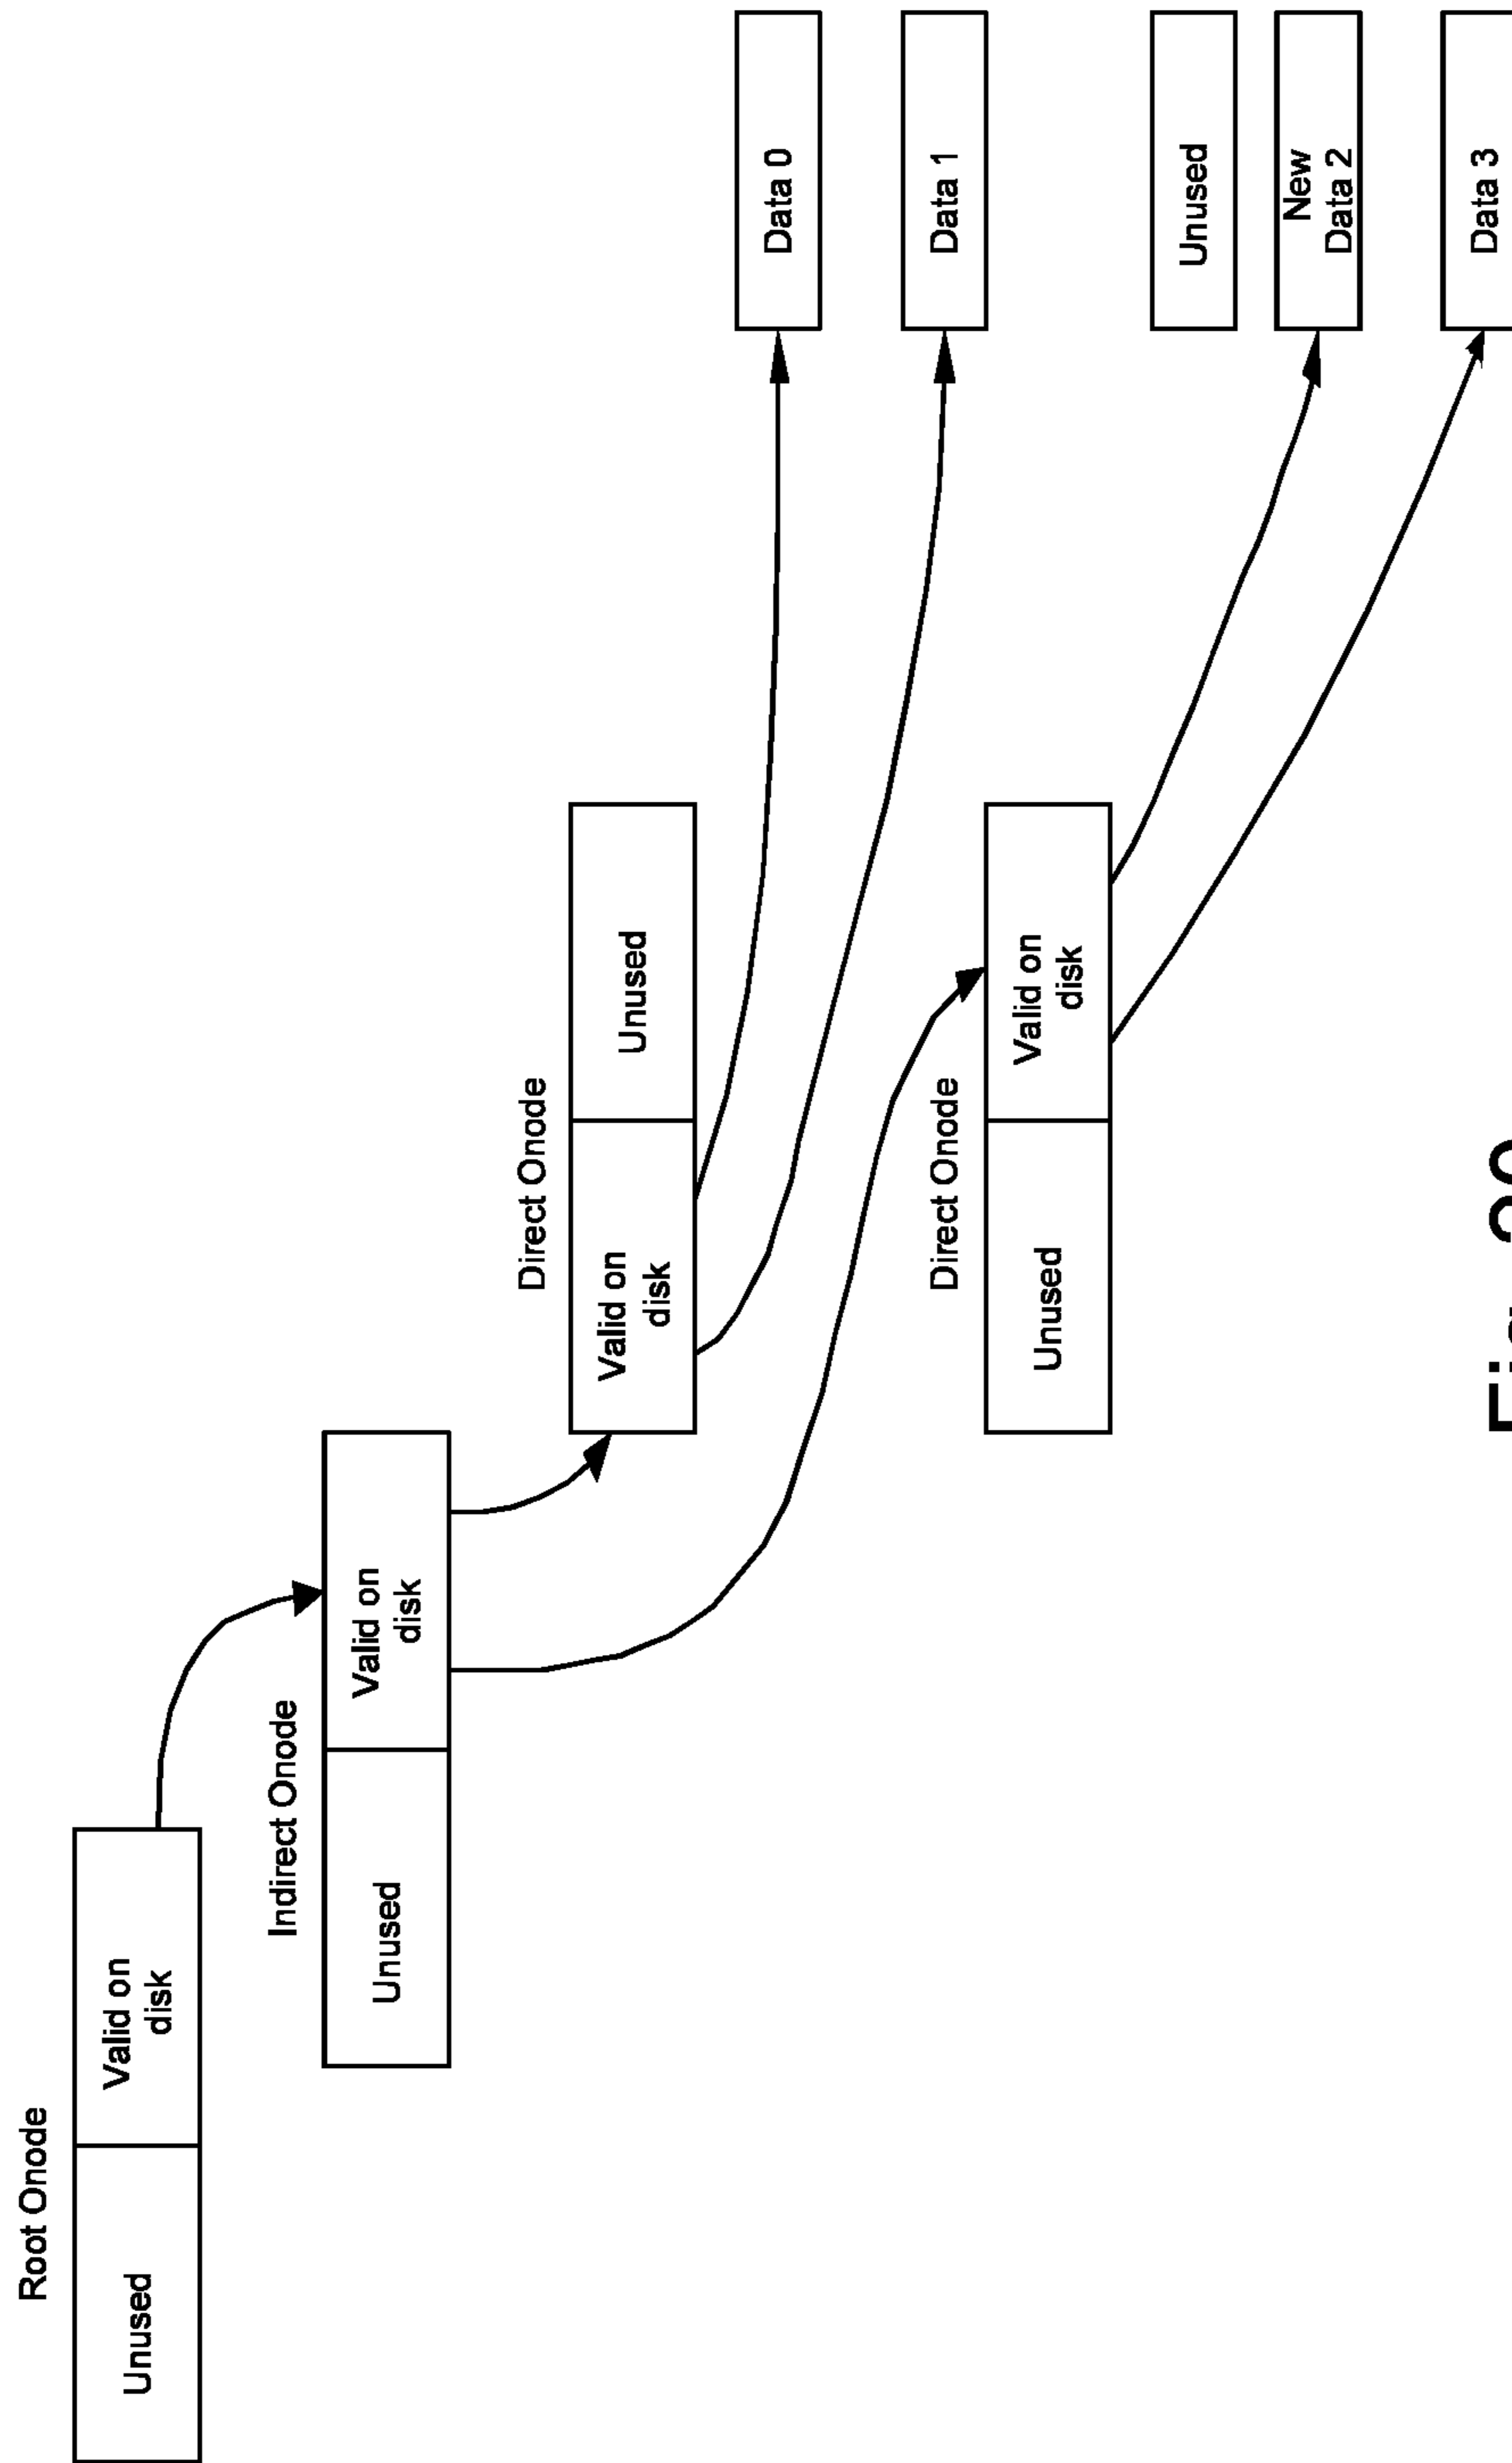 Root Onode
Unused
Valid on
disk
Indirect Onode
Unused
Valid on
disk
Direct Onode
Valid on
disk
Unused
Data 0
Data 1
Direct Onode
Unused
Valid on
disk
Unused
New
Data 2
Data 3